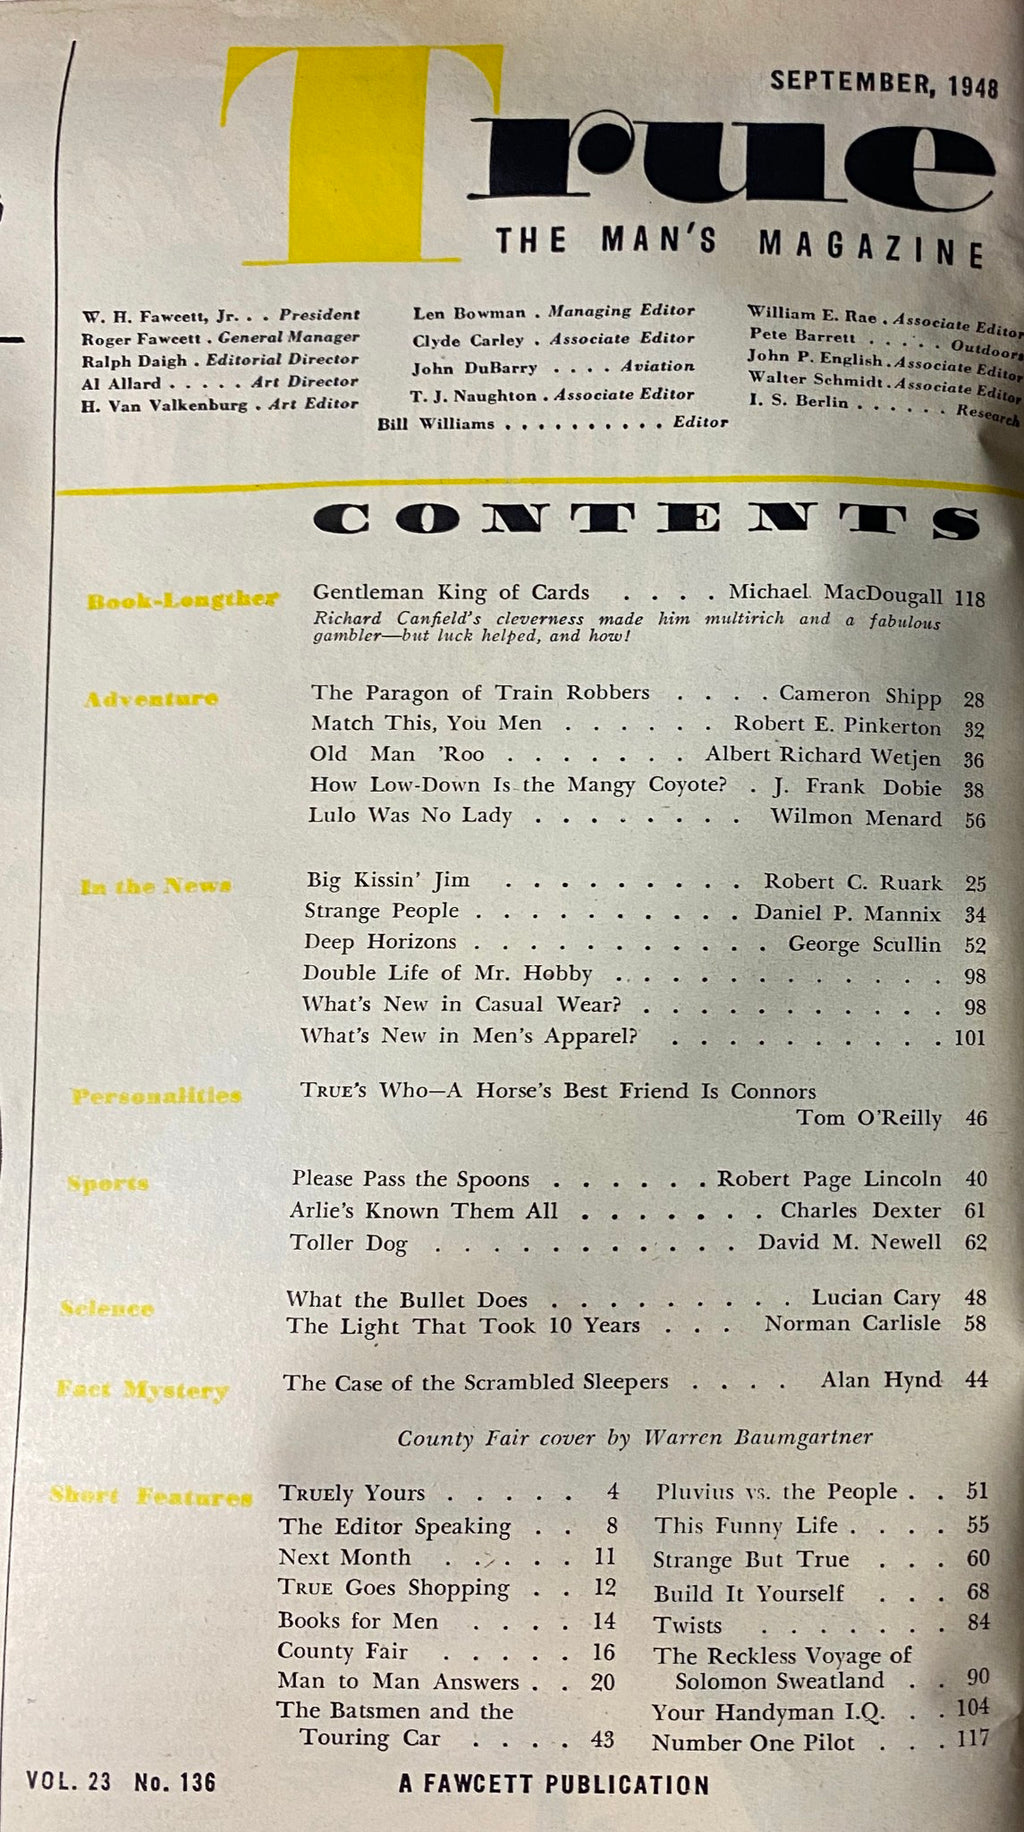 SEPTEMBER, 1948
True
THE MAN'S MAGAZINE
W. H. Fawcett, Jr. . . President
Roger Fawcett . General Manager
Ralph Daigh . Editorial Director
Al Allard . . . . . Art Director
H. Van Valkenburg . Art Editor
Len Bowman . Managing Editor
Clyde Carley . Associate Editor
John DuBarry . . . . Aviation
T. J. Naughton . Associate Editor
William E. Rae . Associate Editor
Pete Barrett . . . . . Outdoors
John P. English . Associate Editor
Walter Schmidt . Associate Editor
I. S. Berlin . . . . . . Research
Bill Williams . . . . . . . . . . Editor
CONTENTS
Book-Longther
Gentleman King of Cards . . . . Michael MacDougall 118
Richard Canfield's cleverness made him multirich and a fabulous
gambler—but luck helped, and how!
Adventure
The Paragon of Train Robbers . . . . Cameron Shipp 28
Match This, You Men . . . . . . Robert E. Pinkerton 32
Old Man 'Roo . . . . . . . Albert Richard Wetjen 36
How Low-Down Is the Mangy Coyote? . J. Frank Dobie 38
Lulo Was No Lady . . . . . . . . Wilmon Menard 56
In the News
Big Kissin' Jim . . . . . . . . . Robert C. Ruark 25
Strange People . . . . . . . . . . Daniel P. Mannix 34
Deep Horizons . . . . . . . . . . . George Scullin 52
Double Life of Mr. Hobby . . . . . . . . . . . . 98
What's New in Casual Wear? . . . . . . . . . . . 98
What's New in Men's Apparel? . . . . . . . . . . 101
Personalities
TRUE'S Who—A Horse's Best Friend Is Connors
Tom O'Reilly 46
Sports
Please Pass the Spoons . . . . . . Robert Page Lincoln 40
Arlie's Known Them All . . . . . . . Charles Dexter 61
Toller Dog . . . . . . . . . . . David M. Newell 62
Science
What the Bullet Does . . . . . . . . . Lucian Cary 48
The Light That Took 10 Years . . . Norman Carlisle 58
Fact Mystery
The Case of the Scrambled Sleepers . . . . Alan Hynd 44
County Fair cover by Warren Baumgartner
Short Features
TRUEly Yours . . . . . 4
The Editor Speaking . . 8
Next Month . . . . . 11
TRUE Goes Shopping . . 12
Books for Men . . . . 14
County Fair . . . . . 16
Man to Man Answers . . 20
The Batsmen and the
Touring Car . . . . 43
Pluvius vs. the People . . 51
This Funny Life . . . . 55
Strange But True . . . 60
Build It Yourself . . . 68
Twists . . . . . . . 84
The Reckless Voyage of
Solomon Sweatland . . 90
Your Handyman I.Q. . . 104
Number One Pilot . . . 117
VOL. 23 No. 136
A FAWCETT PUBLICATION